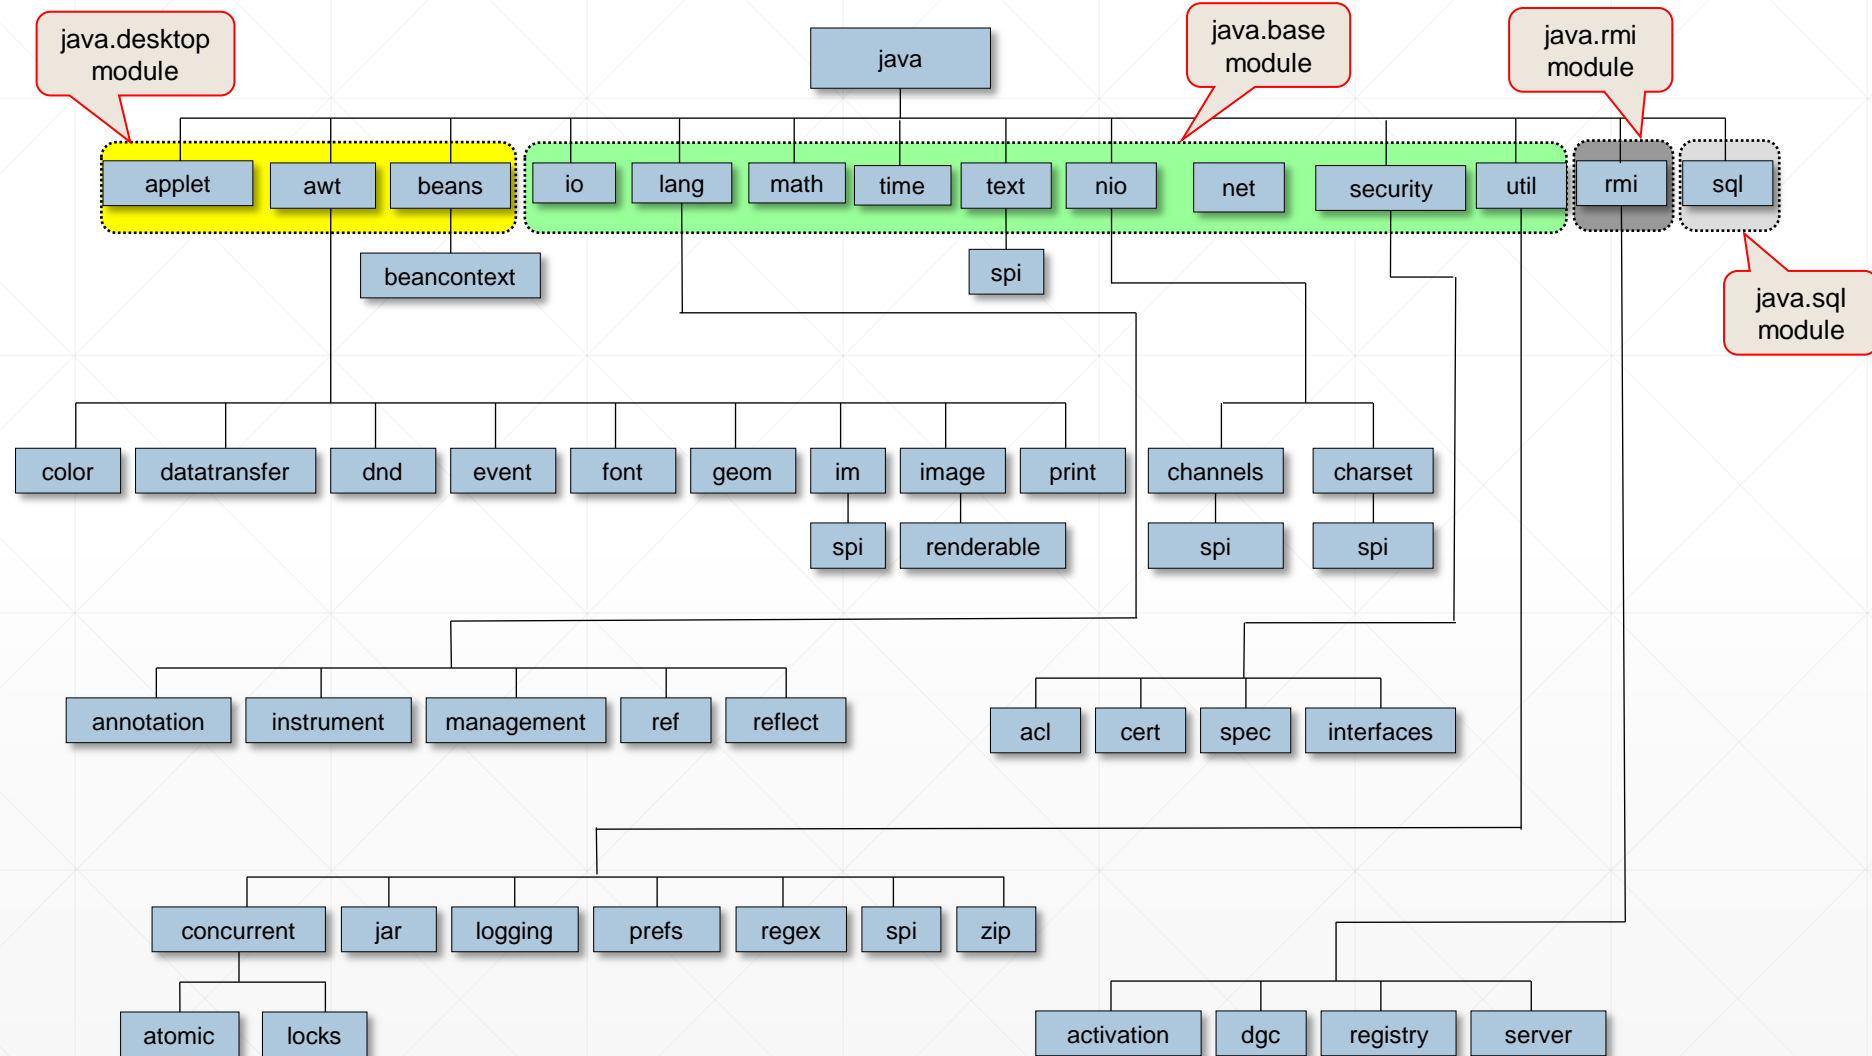 java.desktop
module
java
java.base
module
java.rmi
module
applet
awt
beans
io
lang
math
time
text
nio
net
security
util
rmi
sql
beancontext
spi
java.sql
module
color
datatransfer
dnd
event
font
geom
im
image
print
channels
charset
spi
renderable
spi
spi
annotation
instrument
management
ref
reflect
acl
cert
spec
interfaces
concurrent
jar
logging
prefs
regex
spi
zip
atomic
locks
activation
dgc
registry
server